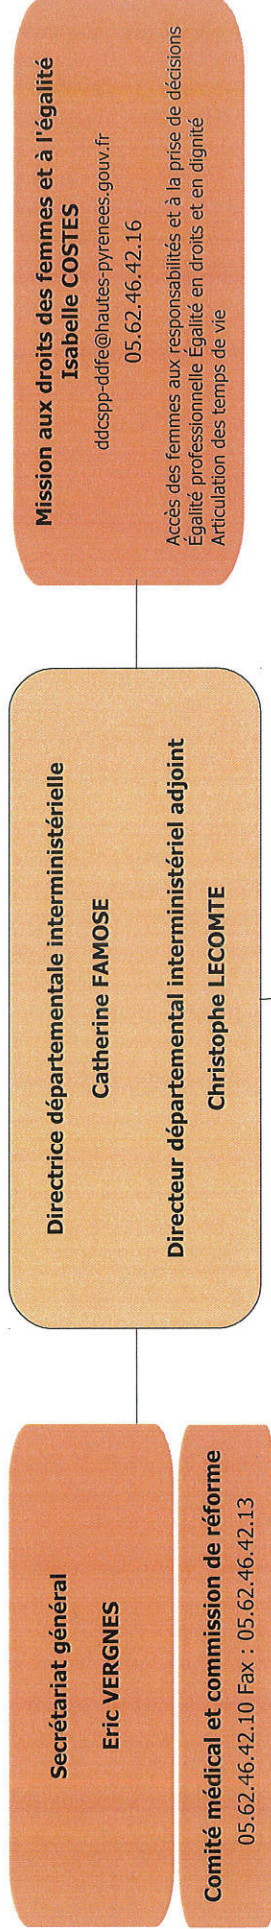 Secrétariat général
Eric VERGNES
Comité médical et commission de réforme
05.62.46.42.10 Fax : 05.62.46.42.13
Directrice départementale interministérielle
Catherine FAMOSE
Directeur départemental interministériel adjoint
Christophe LECOMTE
Mission aux droits des femmes et à l'égalité
Isabelle COSTES
ddcspp-ddfe@hautes-pyrenees.gouv.fr
05.62.46.42.16
Accès des femmes aux responsabilités et à la prise de décisions
Égalité professionnelle Égalité en droits et en dignité
Articulation des temps de vie